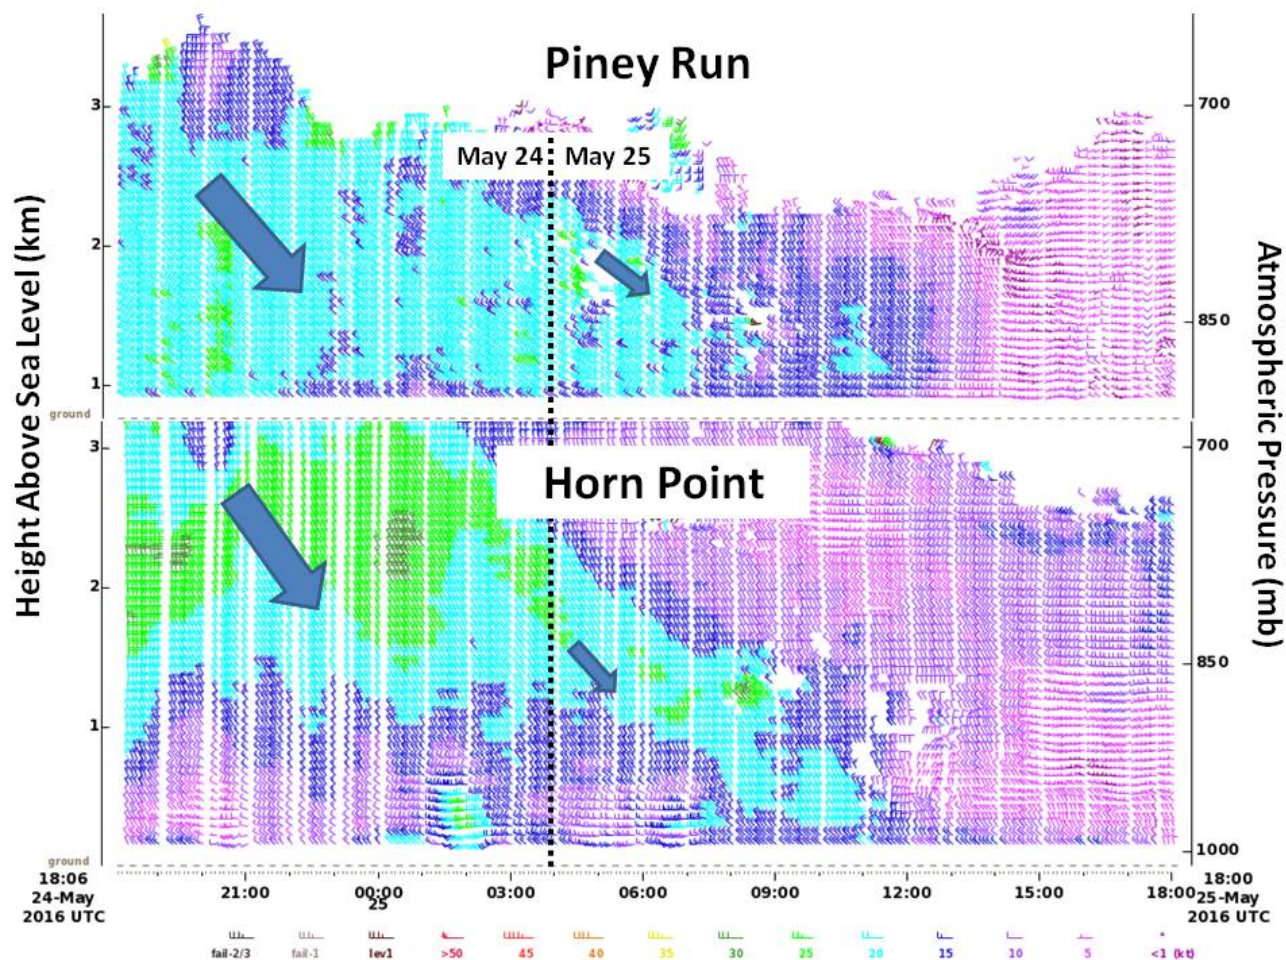 Piney Run
3
700
May 24
May 25
2
850
1
ground
Height Above Sea Level (km)
Atmospheric Pressure (mb)
3
700
Horn Point
2
850
1
ground
1000
18:06
24-May
2016 UTC
21:00
00:00
25
03:00
06:00
09:00
12:00
15:00
18:00
18:00
25-May
2016 UTC
fail-2/3 fail-1 lev1 >50 45 40 35 30 25 20 15 10 5 <1 (kt)